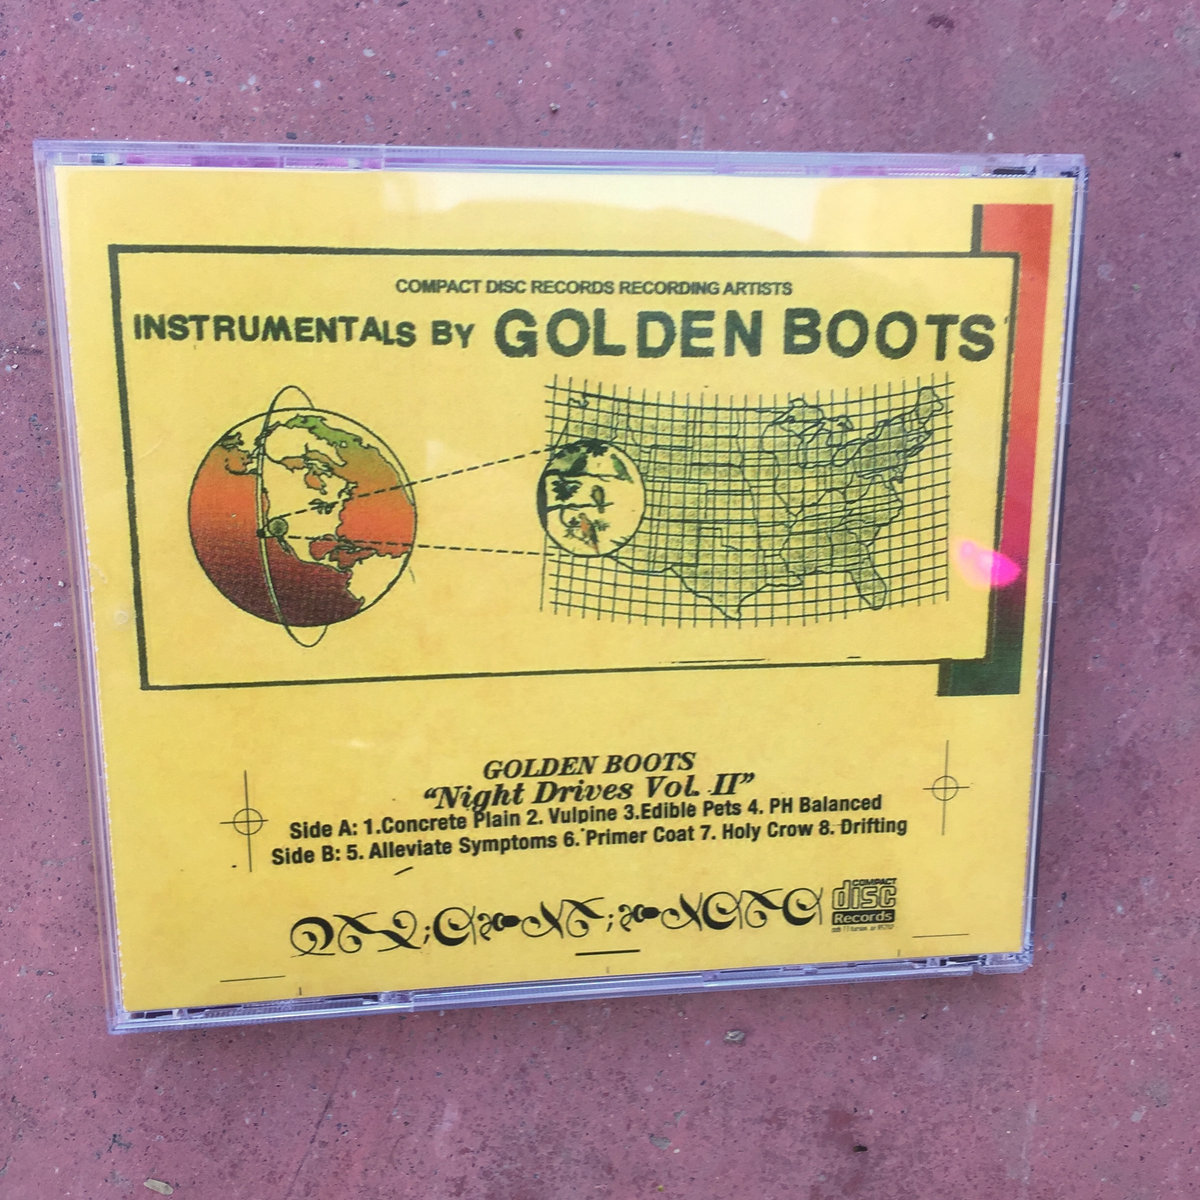 COMPACT DISC RECORDS RECORDING ARTISTS
INSTRUMENTALS BY GOLDEN BOOTS
GOLDEN BOOTS
“Night Drives Vol. II”
Side A: 1.Concrete Plain 2. Vulpine 3.Edible Pets 4. PH Balanced
Side B: 5. Alleviate Symptoms 6. Primer Coat 7. Holy Crow 8. Drifting
COMPACT
disc
Records